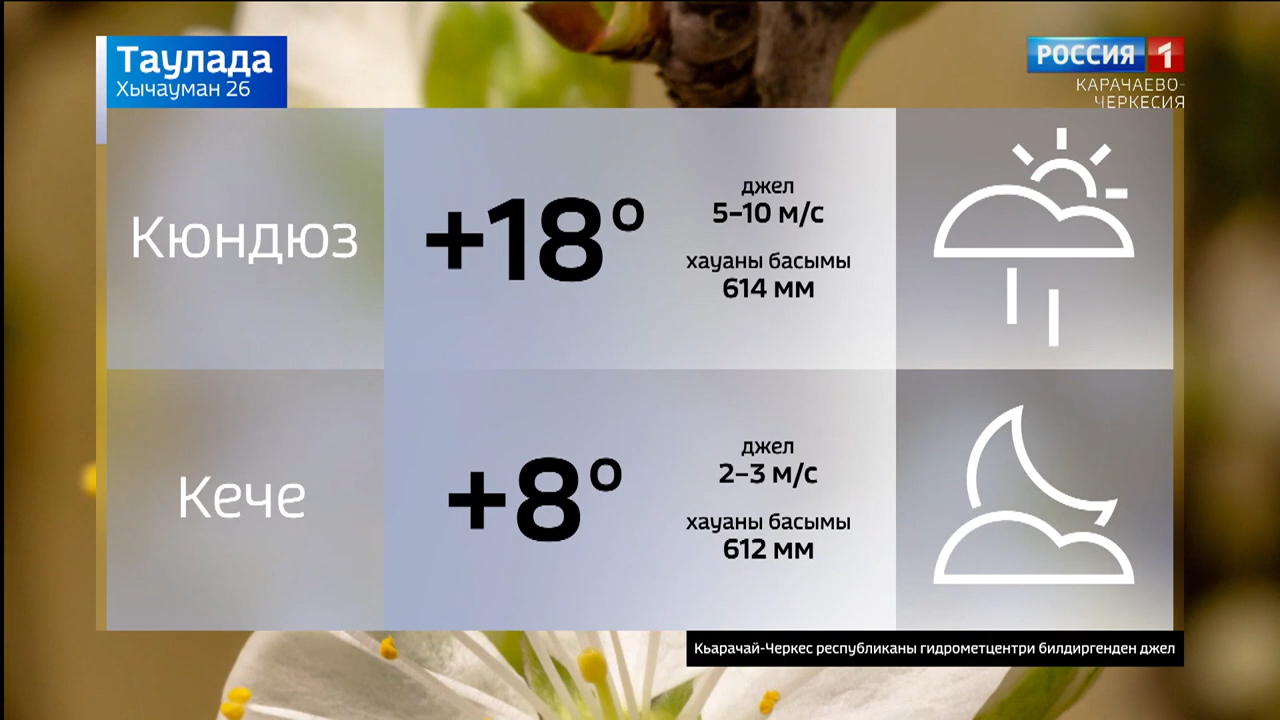 Таулада
Хычауман 26
РОССИЯ 1
КАРАЧАЕВО-
ЧЕРКЕСИЯ
Кюндюз
+18°
джел
5-10 м/с
хауаны басымы
614 мм
Кече
+8°
джел
2-3 м/с
хауаны басымы
612 мм
Кьарачай-Черкес республиканы гидрометцентри билдиргенден джел